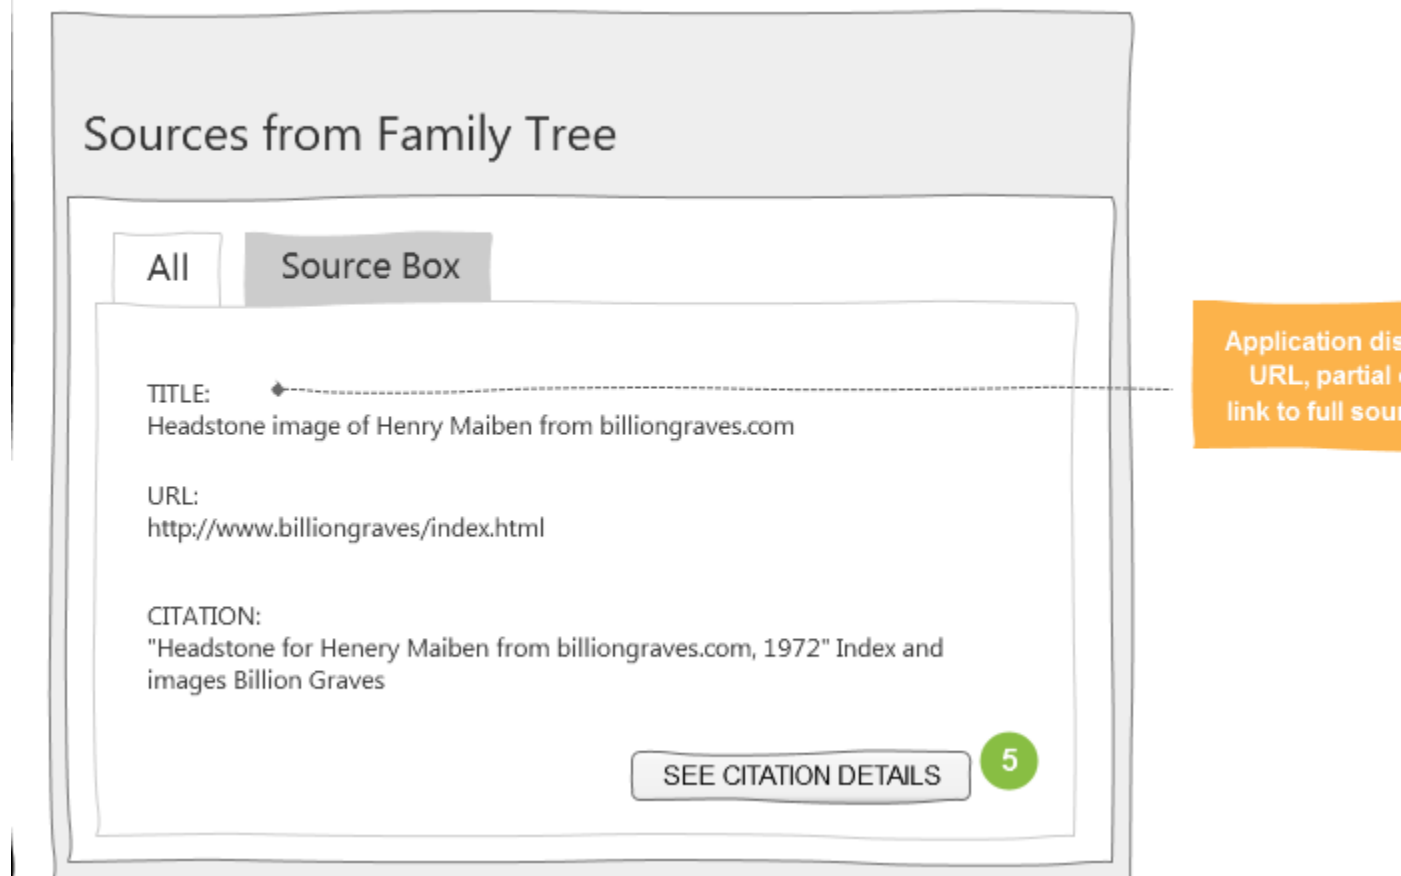 Sources from Family Tree
All
Source Box
TITLE:
Headstone image of Henry Maiben from billiongraves.com
URL:
http://www.billiongraves/index.html
CITATION:
"Headstone for Henery Maiben from billiongraves.com, 1972" Index and
images Billion Graves
SEE CITATION DETAILS
5
Application
URL, partial
link to full